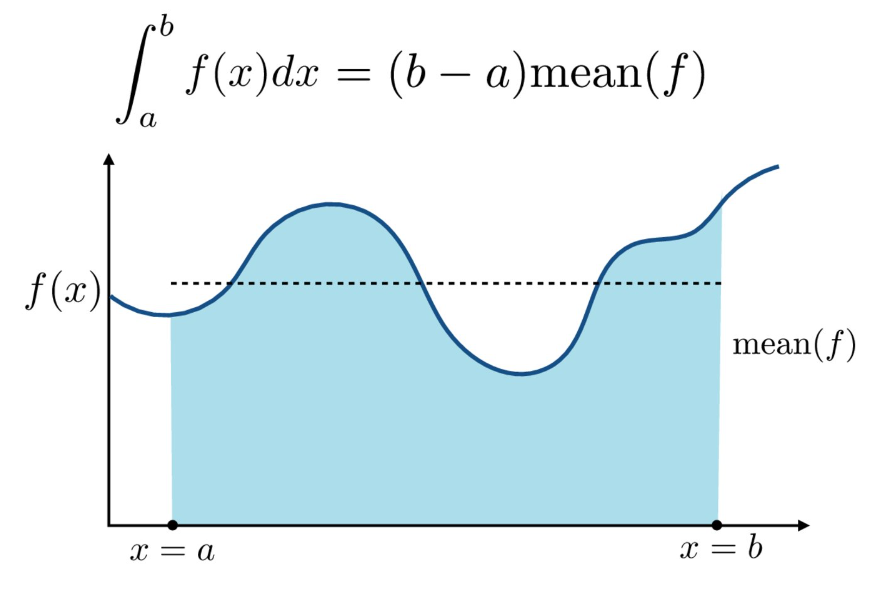 ∫_a^b f(x)dx = (b − a)mean(f)
f(x)
mean(f)
x = a
x = b